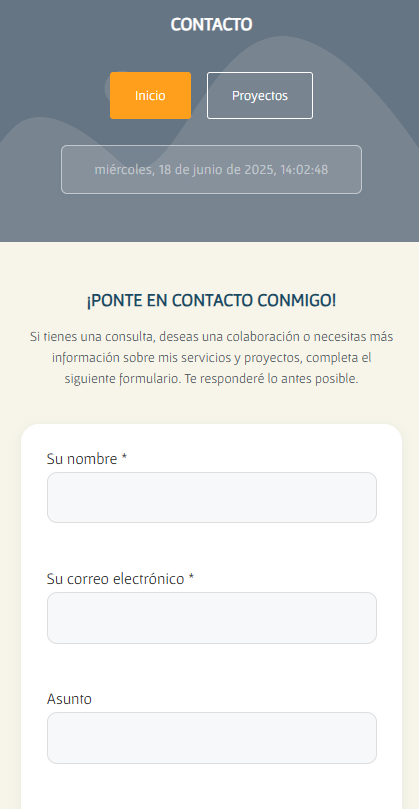 CONTACTO
Inicio
Proyectos
miércoles, 18 de junio de 2025, 14:02:48
¡PONTE EN CONTACTO CONMIGO!
Si tienes una consulta, deseas una colaboración o necesitas más
información sobre mis servicios y proyectos, completa el
siguiente formulario. Te responderé lo antes posible.
Su nombre *
Su correo electrónico *
Asunto